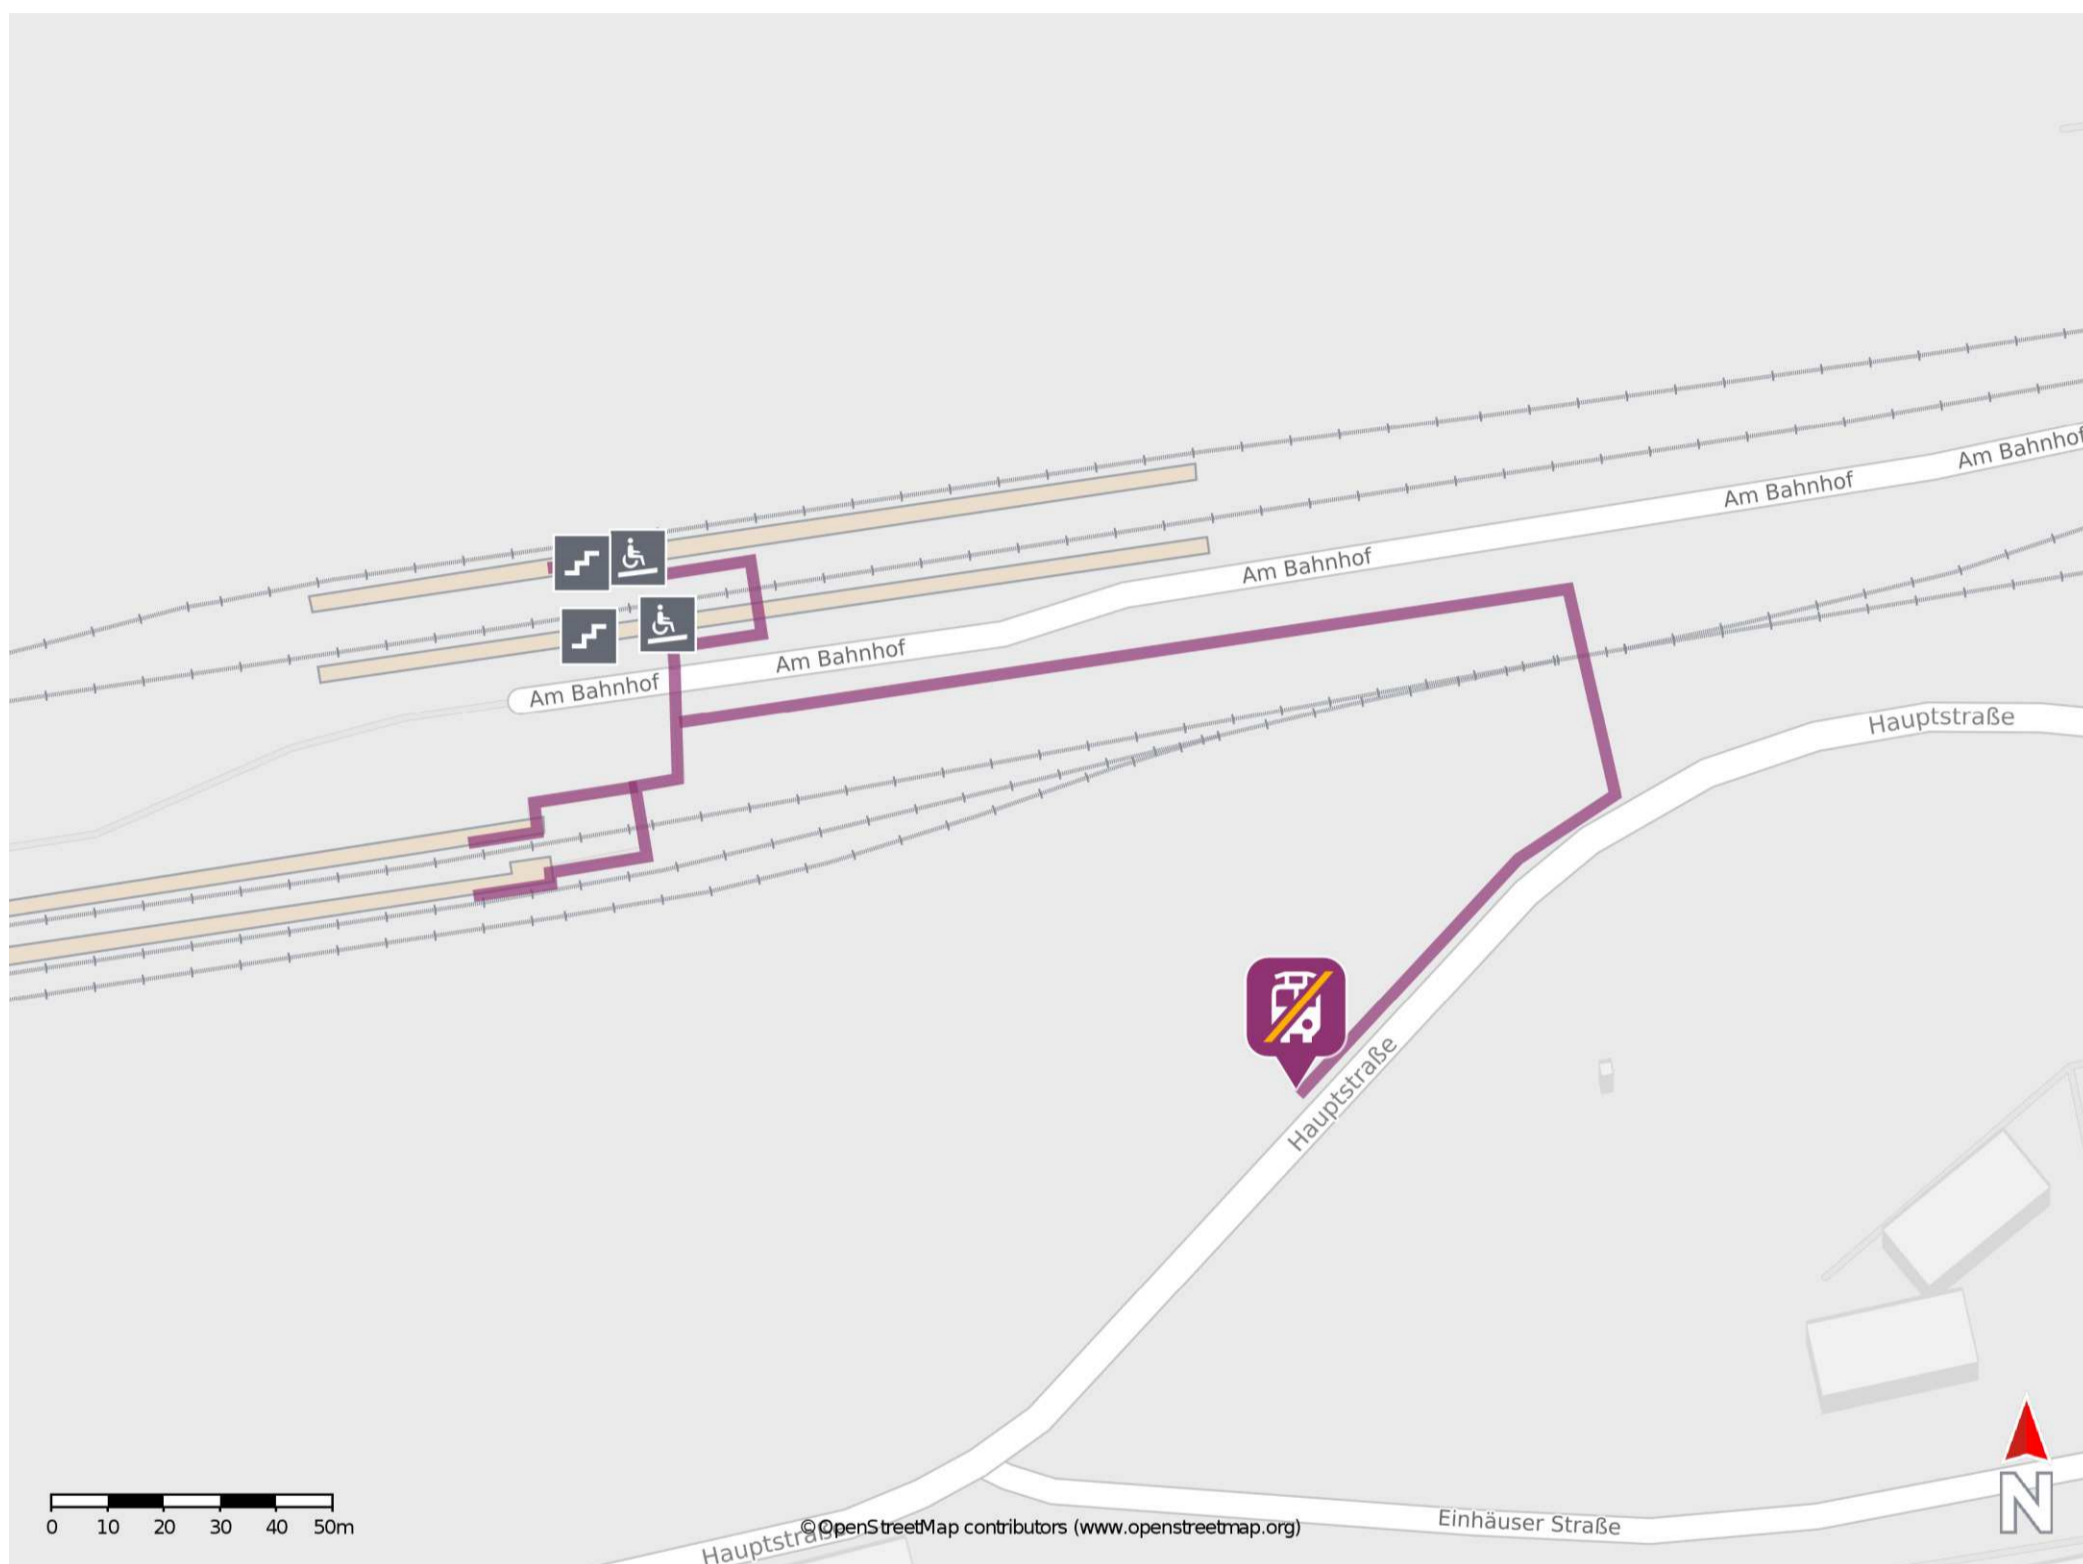 Am Bahnhof
Am Bahnhof
Am Bahnhof
Am Bahnhof
Am Bahnhof
Hauptstraße
Hauptstraße
0 10 20 30 40 50m
© OpenStreetMap contributors (www.openstreetmap.org)
Hauptstraße
Einhäuser Straße
N